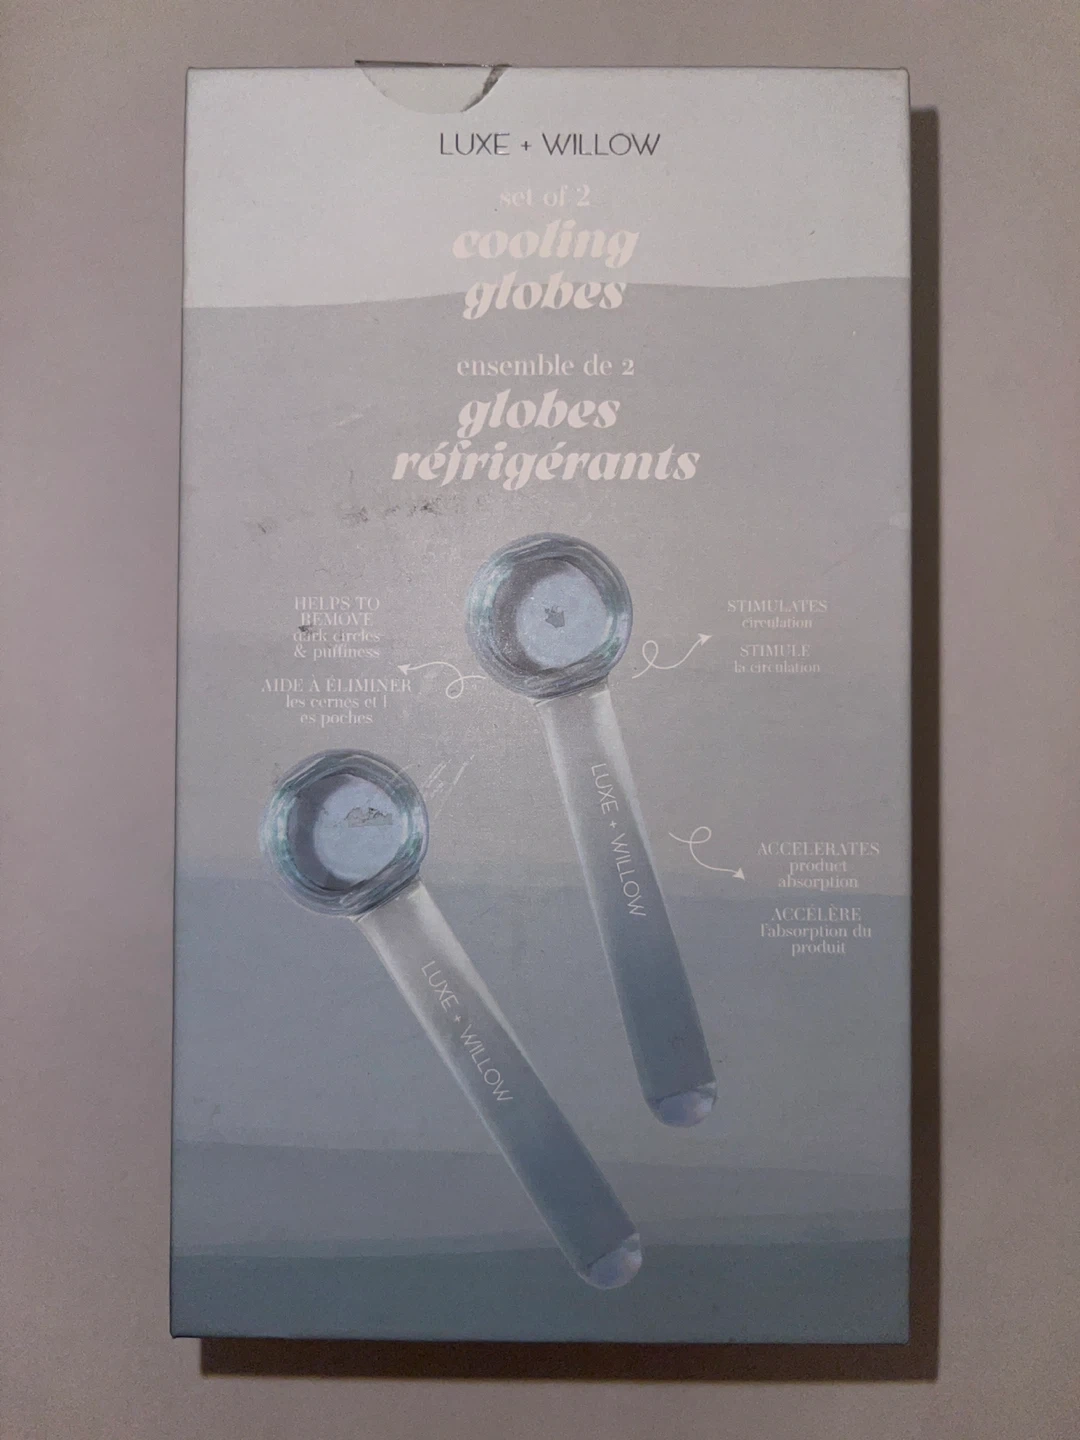 LUXE + WILLOW
set of 2
cooling
globes
ensemble de 2
globes
réfrigérants
HELPS TO
REMOVE
dark circles
& puffiness
AIDE À ÉLIMINER
les cernes et l
es poches
STIMULATES
circulation
STIMULE
la circulation
LUXE + WILLOW
ACCELERATES
product
absorption
ACCÉLÈRE
l'absorption du
produit
LUXE + WILLOW